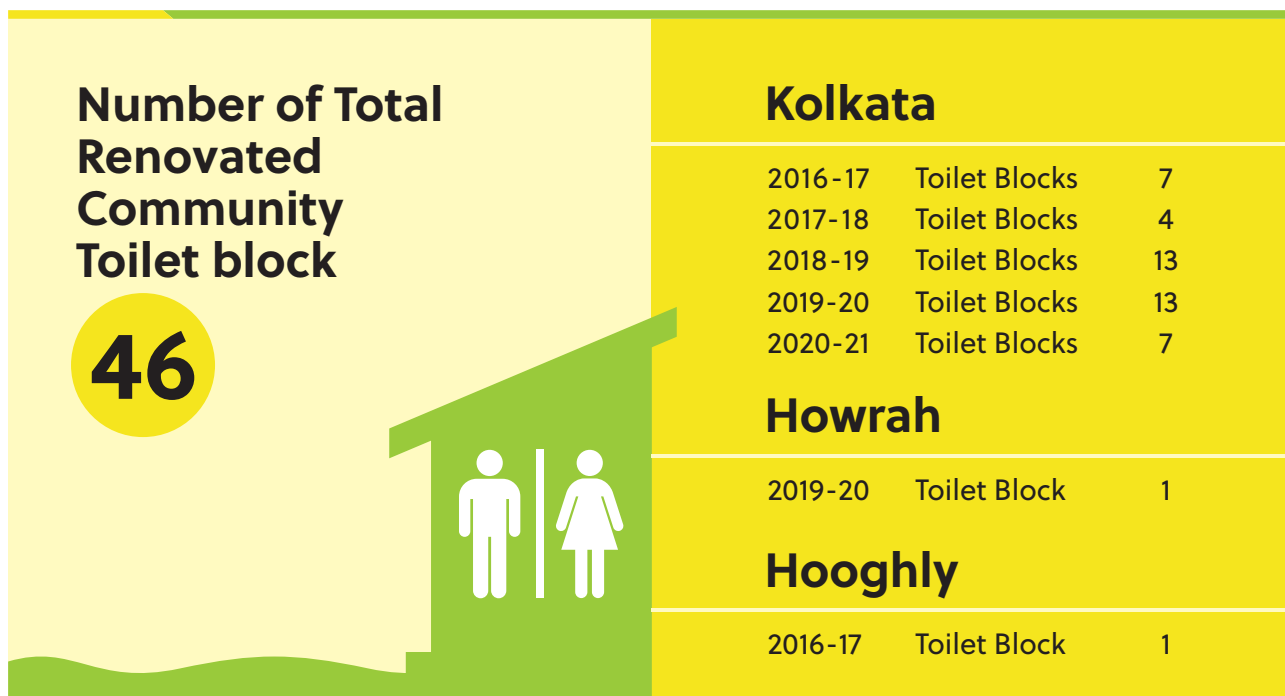 Number of Total
Renovated
Community
Toilet block
46
Kolkata
2016-17 Toilet Blocks 7
2017-18 Toilet Blocks 4
2018-19 Toilet Blocks 13
2019-20 Toilet Blocks 13
2020-21 Toilet Blocks 7
Howrah
2019-20 Toilet Block 1
Hooghly
2016-17 Toilet Block 1